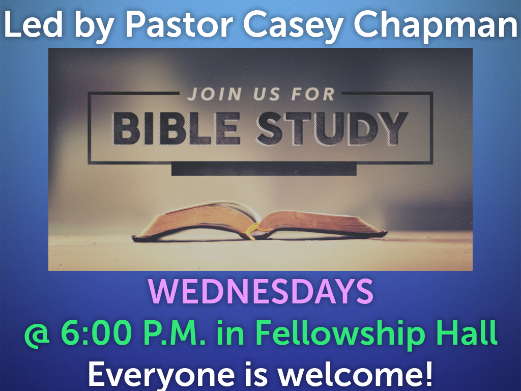 Led by Pastor Casey Chapman
JOIN US FOR
BIBLE STUDY
WEDNESDAYS
@ 6:00 P.M. in Fellowship Hall
Everyone is welcome!